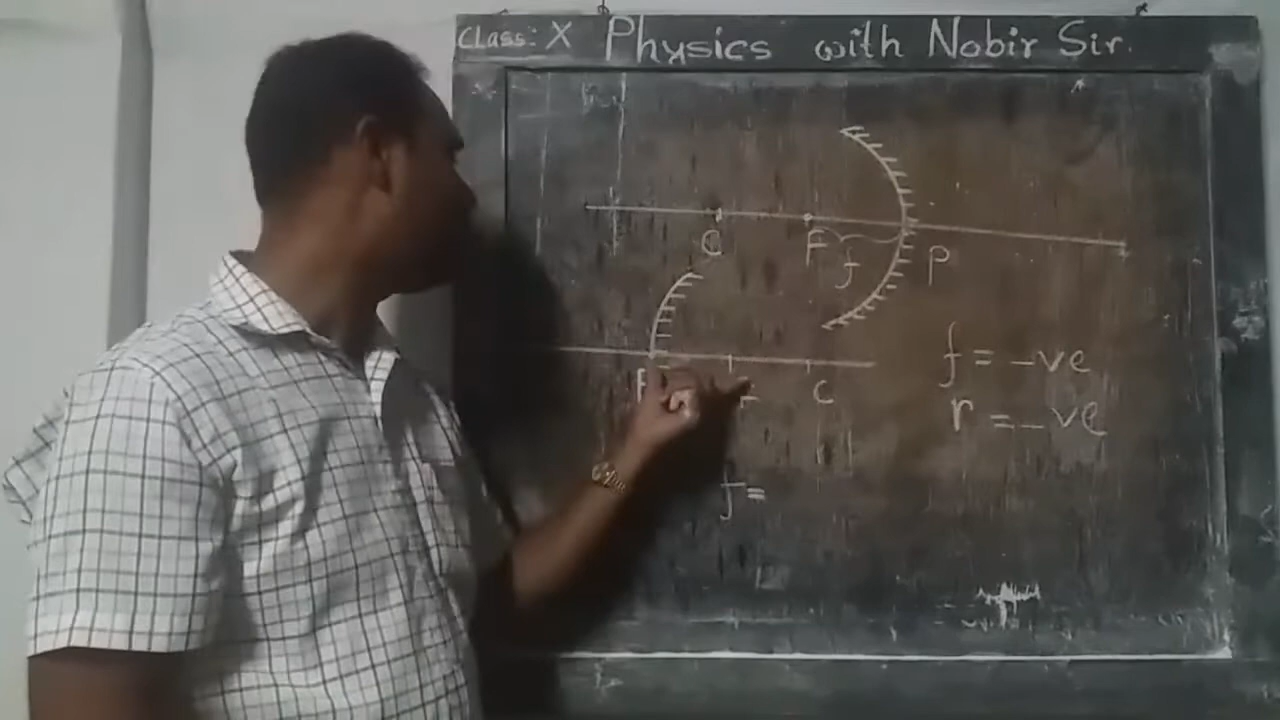 Class: X Physics with Nobir Sir.
C F f P
P F C
f = -ve
r = -ve
f =